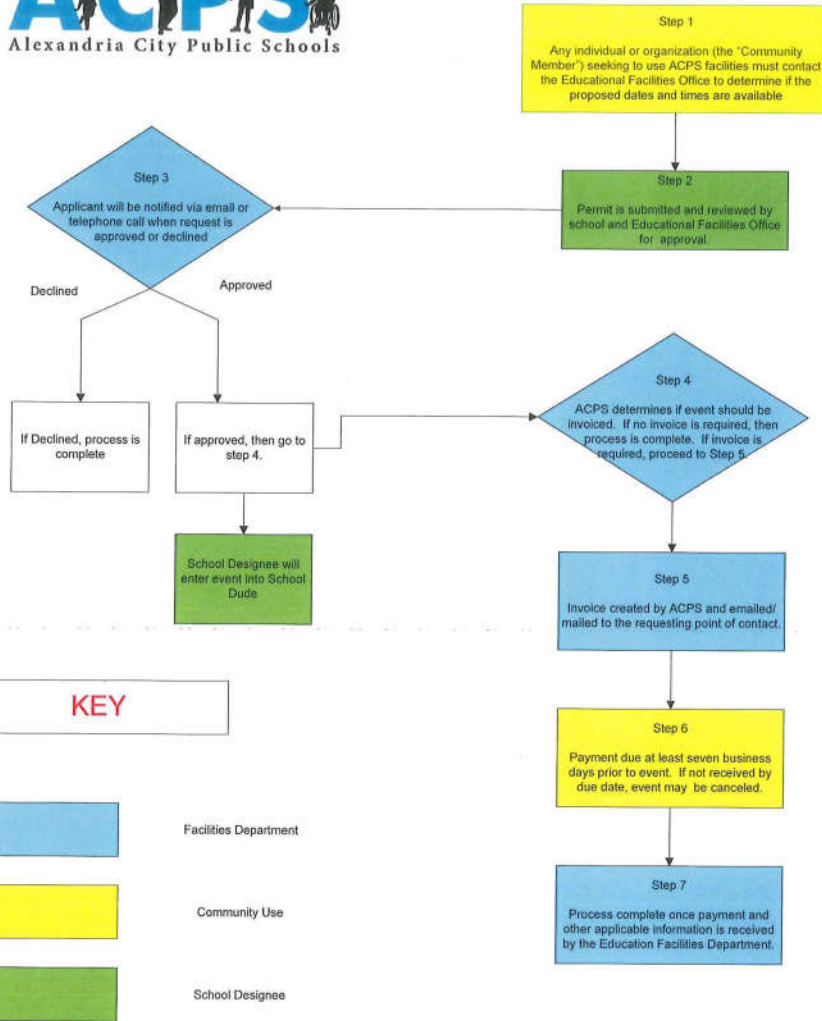 ACPS
Alexandria City Public Schools
Step 1
Any individual or organization (the "Community
Member") seeking to use ACPS facilities must contact
the Educational Facilities Office to determine if the
proposed dates and times are available
Step 2
Permit is submitted and reviewed by
school and Educational Facilities Office
for approval.
Step 3
Applicant will be notified via email or
telephone call when request is
approved or declined
Declined
Approved
If Declined, process is
complete
If approved, then go to
step 4.
School Designee will
enter event into School
Dude
Step 4
ACPS determines if event should be
invoiced. If no invoice is required, then
process is complete. If invoice is
required, proceed to Step 5.
Step 5
Invoice created by ACPS and emailed/
mailed to the requesting point of contact.
Step 6
Payment due at least seven business
days prior to event. If not received by
due date, event may be canceled.
Step 7
Process complete once payment and
other applicable information is received
by the Education Facilities Department.
KEY
Facilities Department
Community Use
School Designee